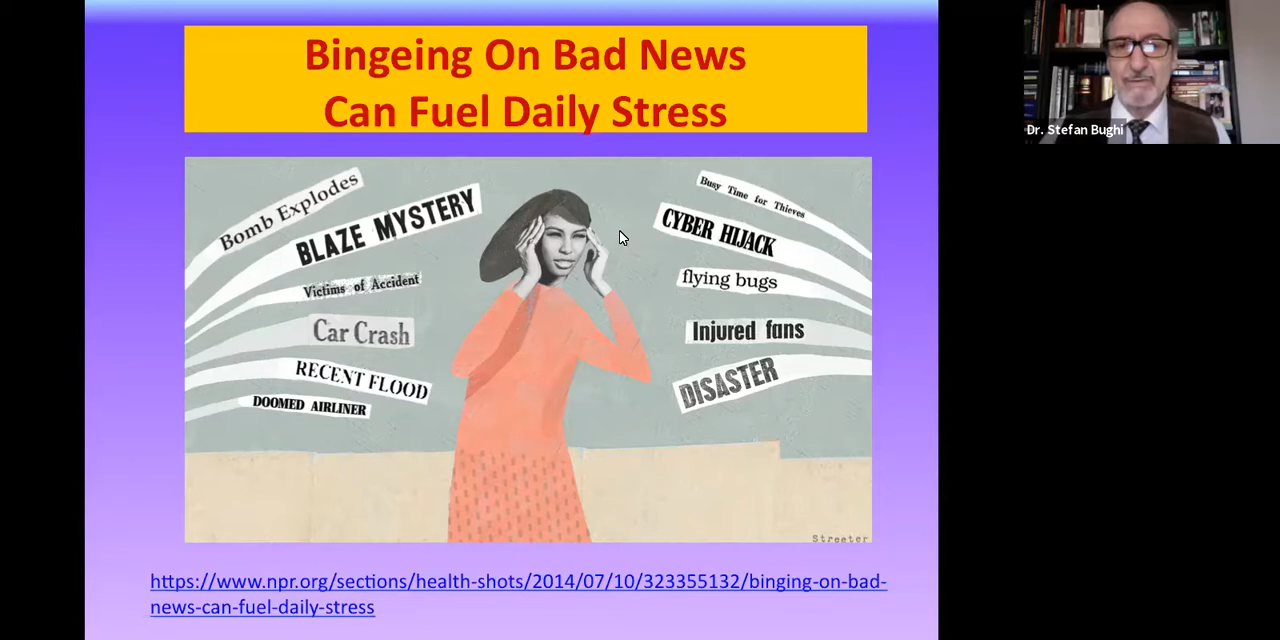 Bingeing On Bad News
Can Fuel Daily Stress
Bomb Explodes
BLAZE MYSTERY
Victims of Accident
Car Crash
RECENT FLOOD
DOOMED AIRLINER
Busy Time for Thieves
CYBER HIJACK
flying bugs
Injured fans
DISASTER
Streeter
https://www.npr.org/sections/health-shots/2014/07/10/323355132/binging-on-bad-
news-can-fuel-daily-stress
Dr. Stefan Bughi